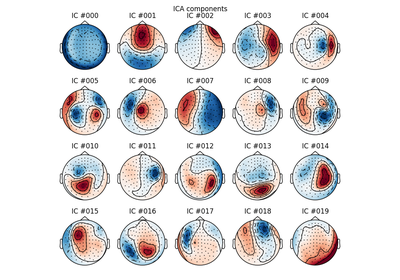 ICA components
IC #000 IC #001 IC #002 IC #003 IC #004
IC #005 IC #006 IC #007 IC #008 IC #009
IC #010 IC #011 IC #012 IC #013 IC #014
IC #015 IC #016 IC #017 IC #018 IC #019